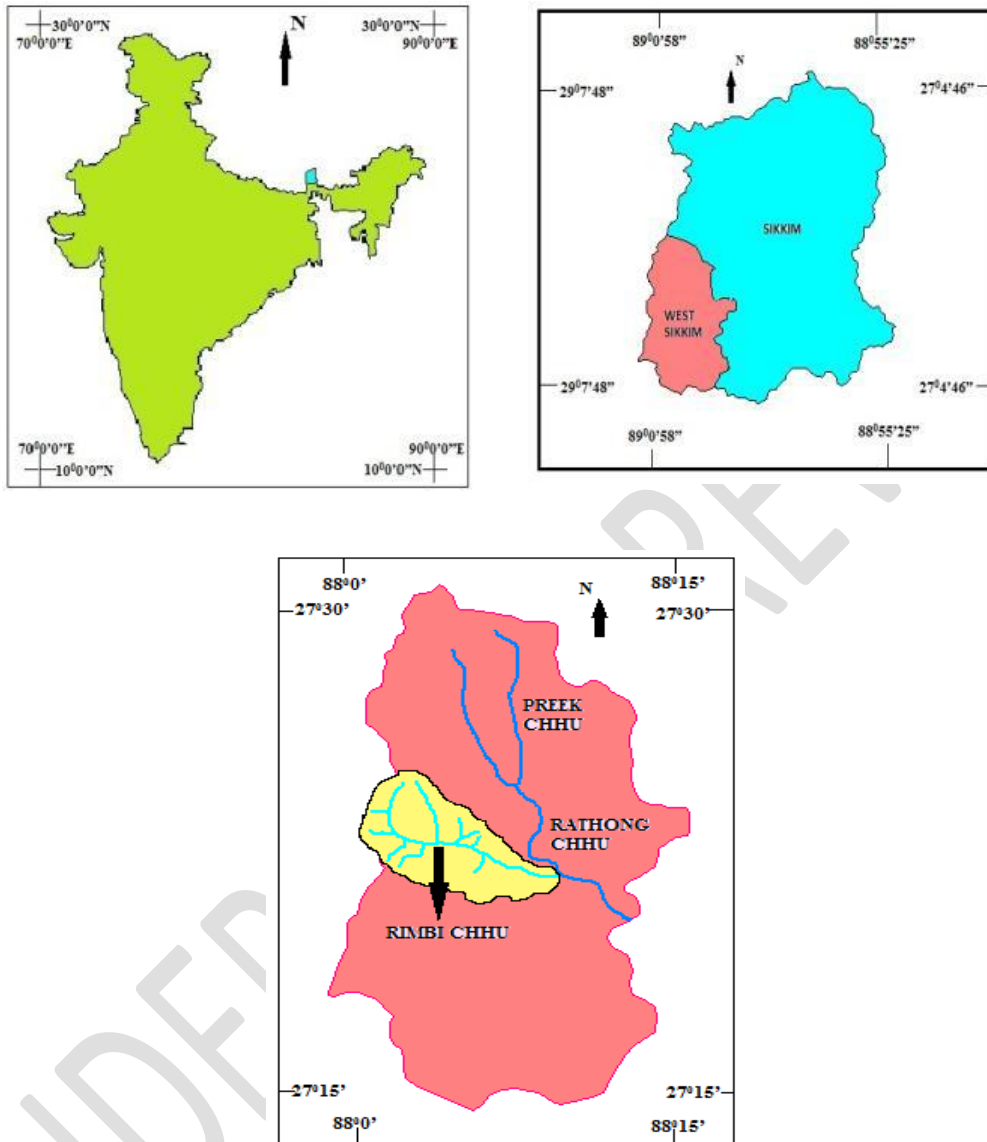 N
30⁰0'0''N 30⁰0'0''N
70⁰0'0''E 90⁰0'0''E
70⁰0'0''E 90⁰0'0''E
10⁰0'0''N 10⁰0'0''N
89⁰0'58'' 88⁰55'25''
N
29⁰7'48'' 27⁰4'46''
SIKKIM
WEST
SIKKIM
29⁰7'48'' 27⁰4'46''
89⁰0'58'' 88⁰55'25''
88⁰0' 88⁰15'
N
27⁰30' 27⁰30'
PREEK
CHHU
RATHONG
CHHU
RIMBI CHHU
27⁰15' 27⁰15'
88⁰0' 88⁰15'